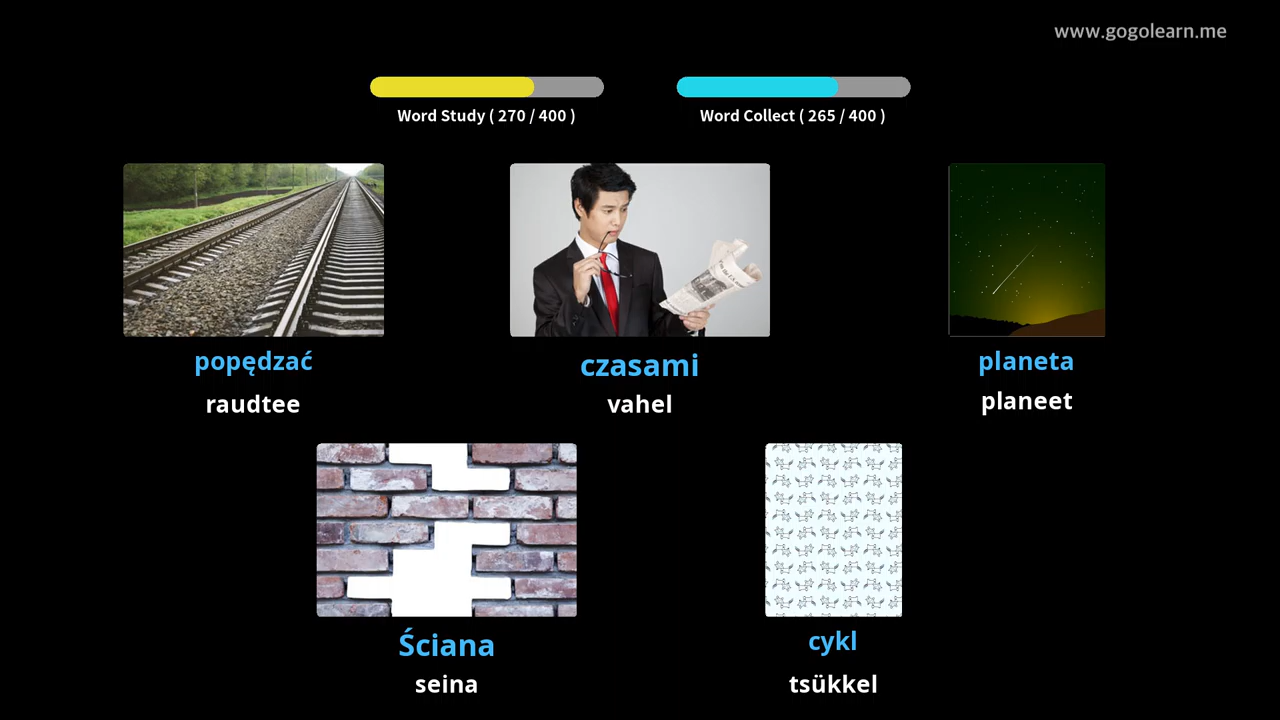 www.gogolearn.me
Word Study ( 270 / 400 )
Word Collect ( 265 / 400 )
popędzać
raudtee
czasami
vahel
planeta
planeet
Ściana
seina
cykl
tsükkel